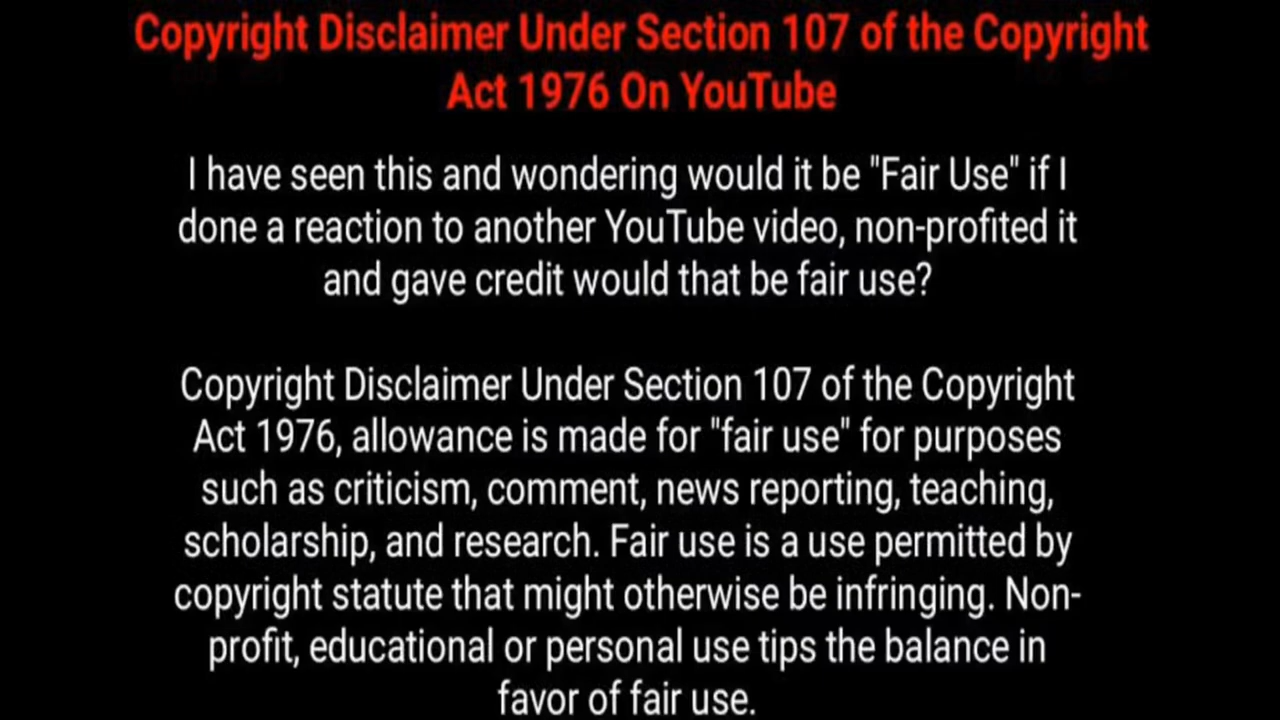 Copyright Disclaimer Under Section 107 of the Copyright
Act 1976 On YouTube
I have seen this and wondering would it be "Fair Use" if I
done a reaction to another YouTube video, non-profited it
and gave credit would that be fair use?
Copyright Disclaimer Under Section 107 of the Copyright
Act 1976, allowance is made for "fair use" for purposes
such as criticism, comment, news reporting, teaching,
scholarship, and research. Fair use is a use permitted by
copyright statute that might otherwise be infringing. Non-
profit, educational or personal use tips the balance in
favor of fair use.